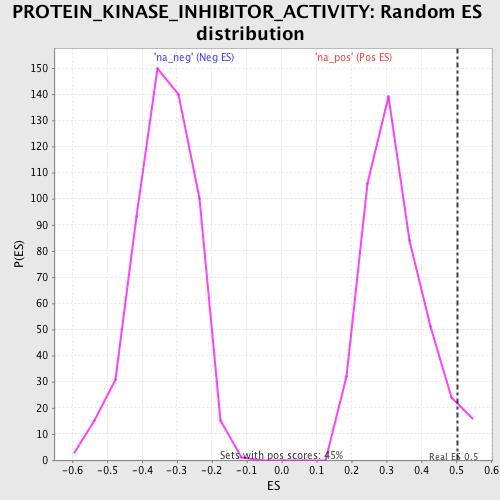 PROTEIN_KINASE_INHIBITOR_ACTIVITY: Random ES
distribution
'na_neg' (Neg ES) 'na_pos' (Pos ES)
150
140
130
120
110
100
90
80
70
60
50
40
30
20
10
0
P(ES)
Sets with pos scores: 45%
Real ES 0.5
-0.6 -0.5 -0.4 -0.3 -0.2 -0.1 0.0 0.1 0.2 0.3 0.4 0.5 0.6
ES